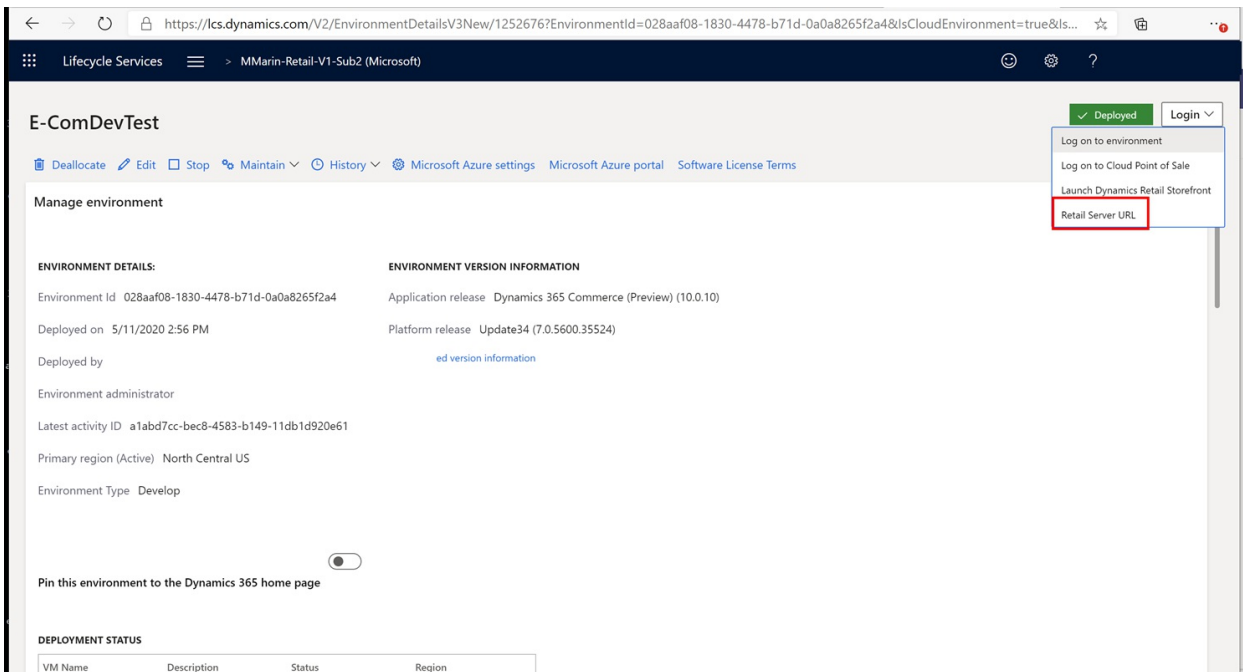 https://lcs.dynamics.com/V2/EnvironmentDetailsV3New/1252676?EnvironmentId=028aaf08-1830-4478-b71d-0a0a8265f2a4&IsCloudEnvironment=true&Is...
Lifecycle Services > MMarin-Retail-V1-Sub2 (Microsoft) ?
E-ComDevTest
Deployed Login
Log on to environment
Log on to Cloud Point of Sale
Launch Dynamics Retail Storefront
Retail Server URL
Deallocate Edit Stop Maintain History Microsoft Azure settings Microsoft Azure portal Software License Terms
Manage environment
ENVIRONMENT DETAILS: ENVIRONMENT VERSION INFORMATION
Environment Id 028aaf08-1830-4478-b71d-0a0a8265f2a4 Application release Dynamics 365 Commerce (Preview) (10.0.10)
Deployed on 5/11/2020 2:56 PM Platform release Update34 (7.0.5600.35524)
Deployed by ed version information
Environment administrator
Latest activity ID a1abd7cc-bec8-4583-b149-11db1d920e61
Primary region (Active) North Central US
Environment Type Develop
Pin this environment to the Dynamics 365 home page
DEPLOYMENT STATUS
VM Name Description Status Region